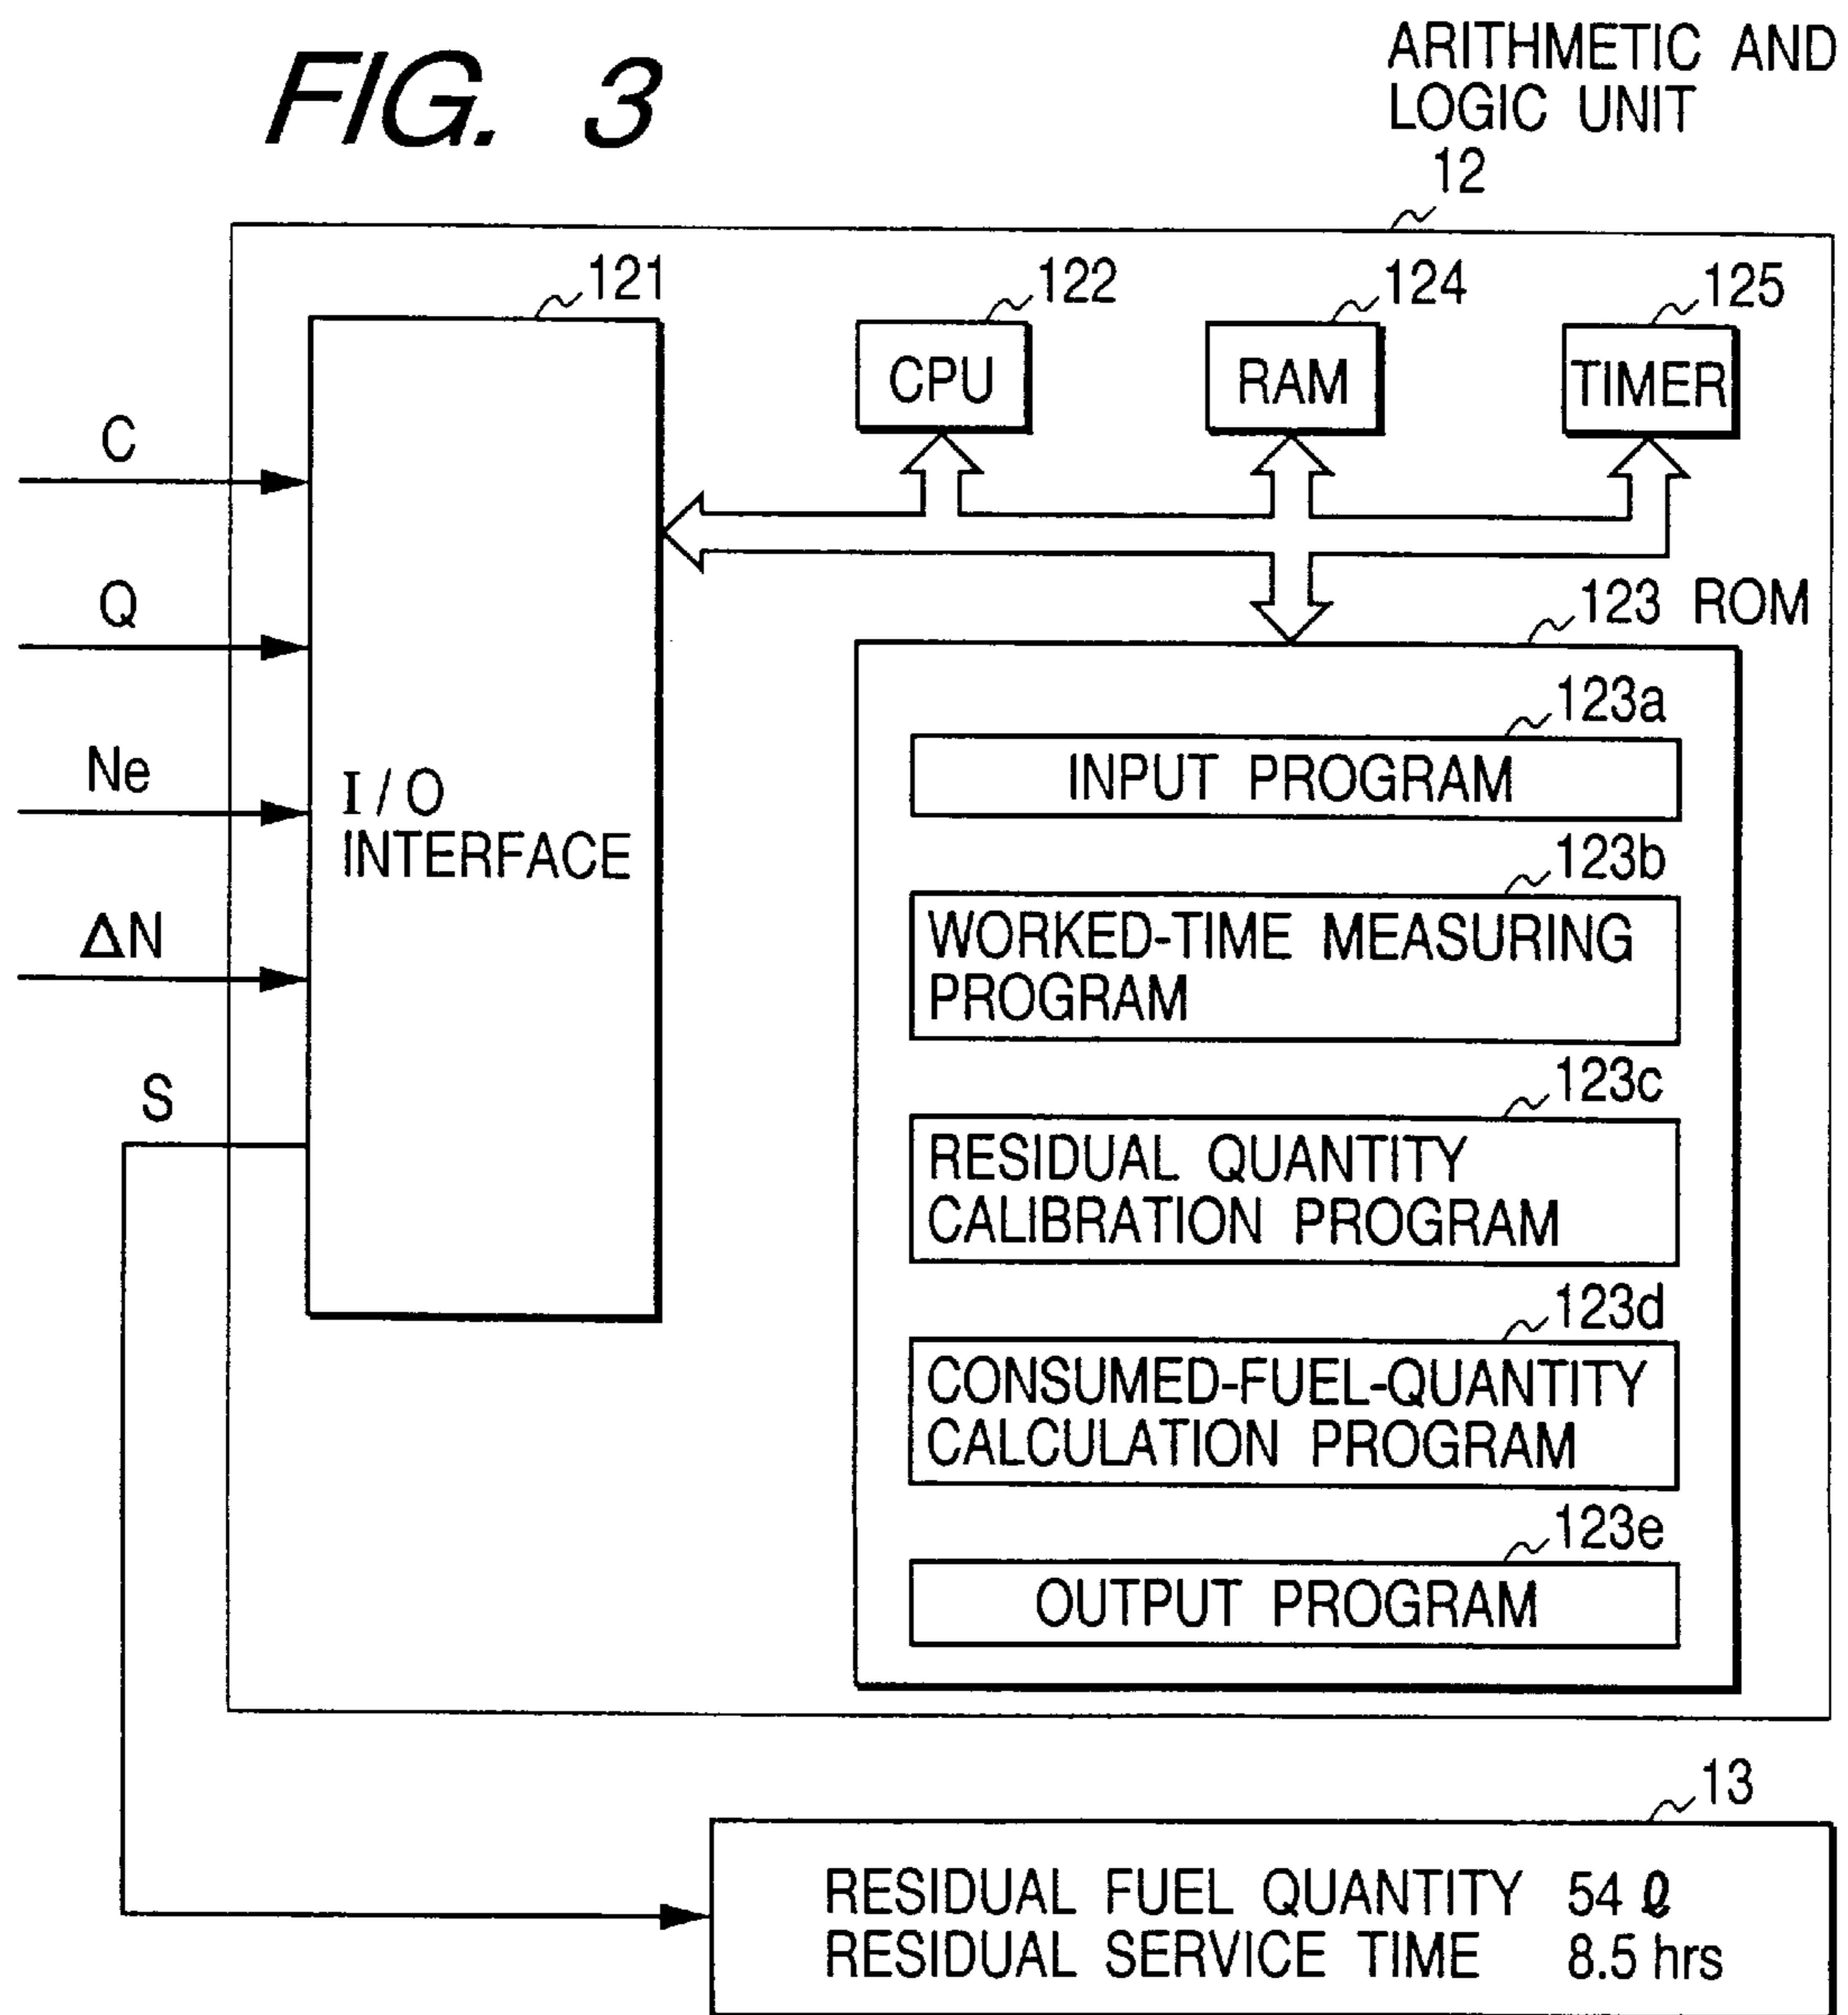 FIG. 3
ARITHMETIC AND
LOGIC UNIT
12
121
122
124
125
CPU
RAM
TIMER
C
Q
Ne
ΔN
S
I/O
INTERFACE
123 ROM
123a
INPUT PROGRAM
123b
WORKED-TIME MEASURING
PROGRAM
123c
RESIDUAL QUANTITY
CALIBRATION PROGRAM
123d
CONSUMED-FUEL-QUANTITY
CALCULATION PROGRAM
123e
OUTPUT PROGRAM
13
RESIDUAL FUEL QUANTITY 54 ℓ
RESIDUAL SERVICE TIME 8.5 hrs